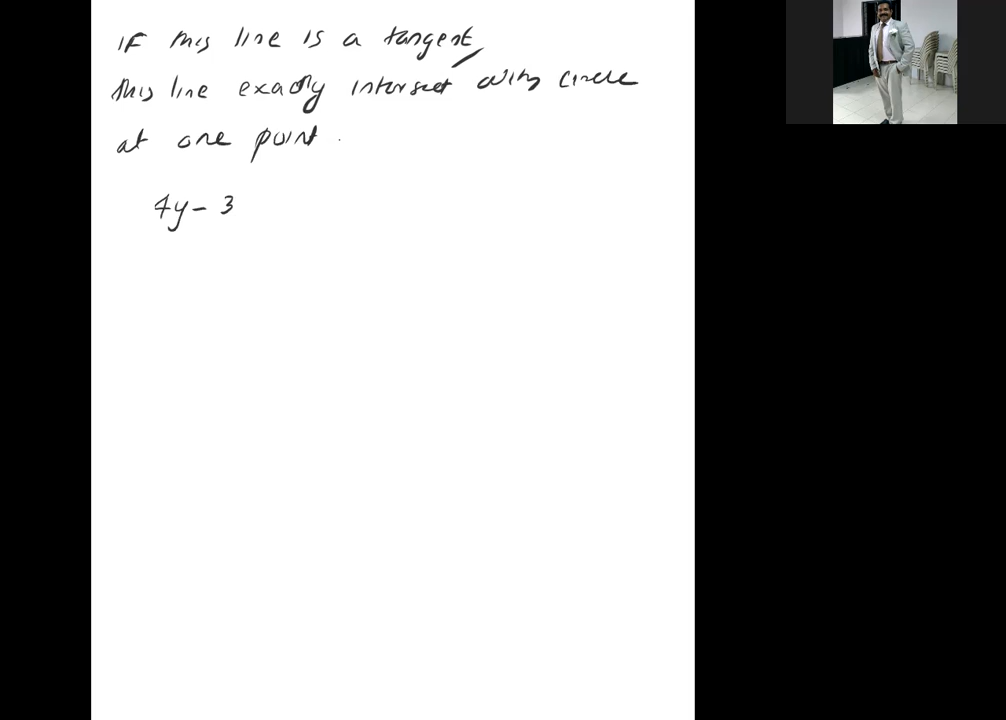 IF this line is a tangent,
this line exactly intersect with circle
at one point.
4y - 3